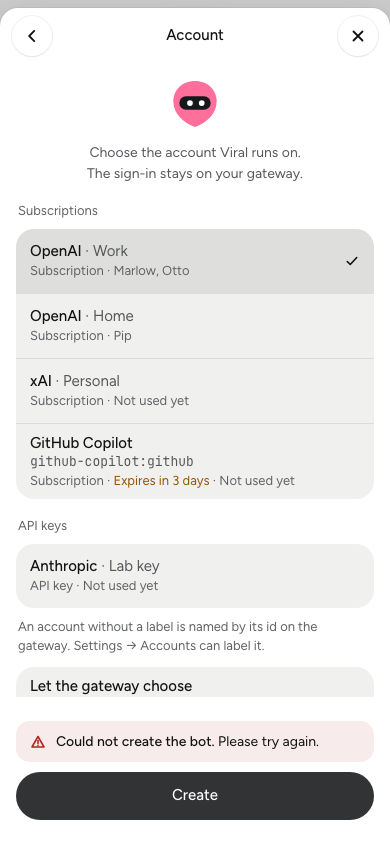 Account
Choose the account Viral runs on.
The sign-in stays on your gateway.
Subscriptions
OpenAI · Work
Subscription · Marlow, Otto
OpenAI · Home
Subscription · Pip
xAI · Personal
Subscription · Not used yet
GitHub Copilot
github-copilot:github
Subscription · Expires in 3 days · Not used yet
API keys
Anthropic · Lab key
API key · Not used yet
An account without a label is named by its id on the
gateway. Settings → Accounts can label it.
Let the gateway choose
Could not create the bot. Please try again.
Create